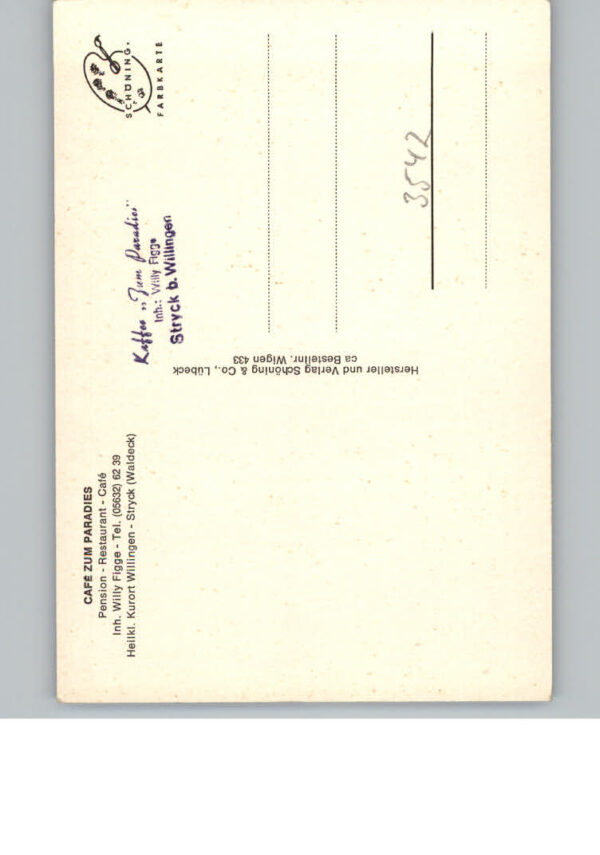 CAFÉ ZUM PARADIES
Pension - Restaurant - Café
Inh. Willy Figge - Tel. (05632) 62 39
Heilkl. Kurort Willingen - Stryck (Waldeck)
Hersteller und Verlag Schöning & Co., Lübeck
ca Bestellnr. Wigen 433
Kaffee „Zum Paradies"
Inh.: Willy Figge
Stryck b. Willingen
SCHÖNING·
FARBKARTE
3542